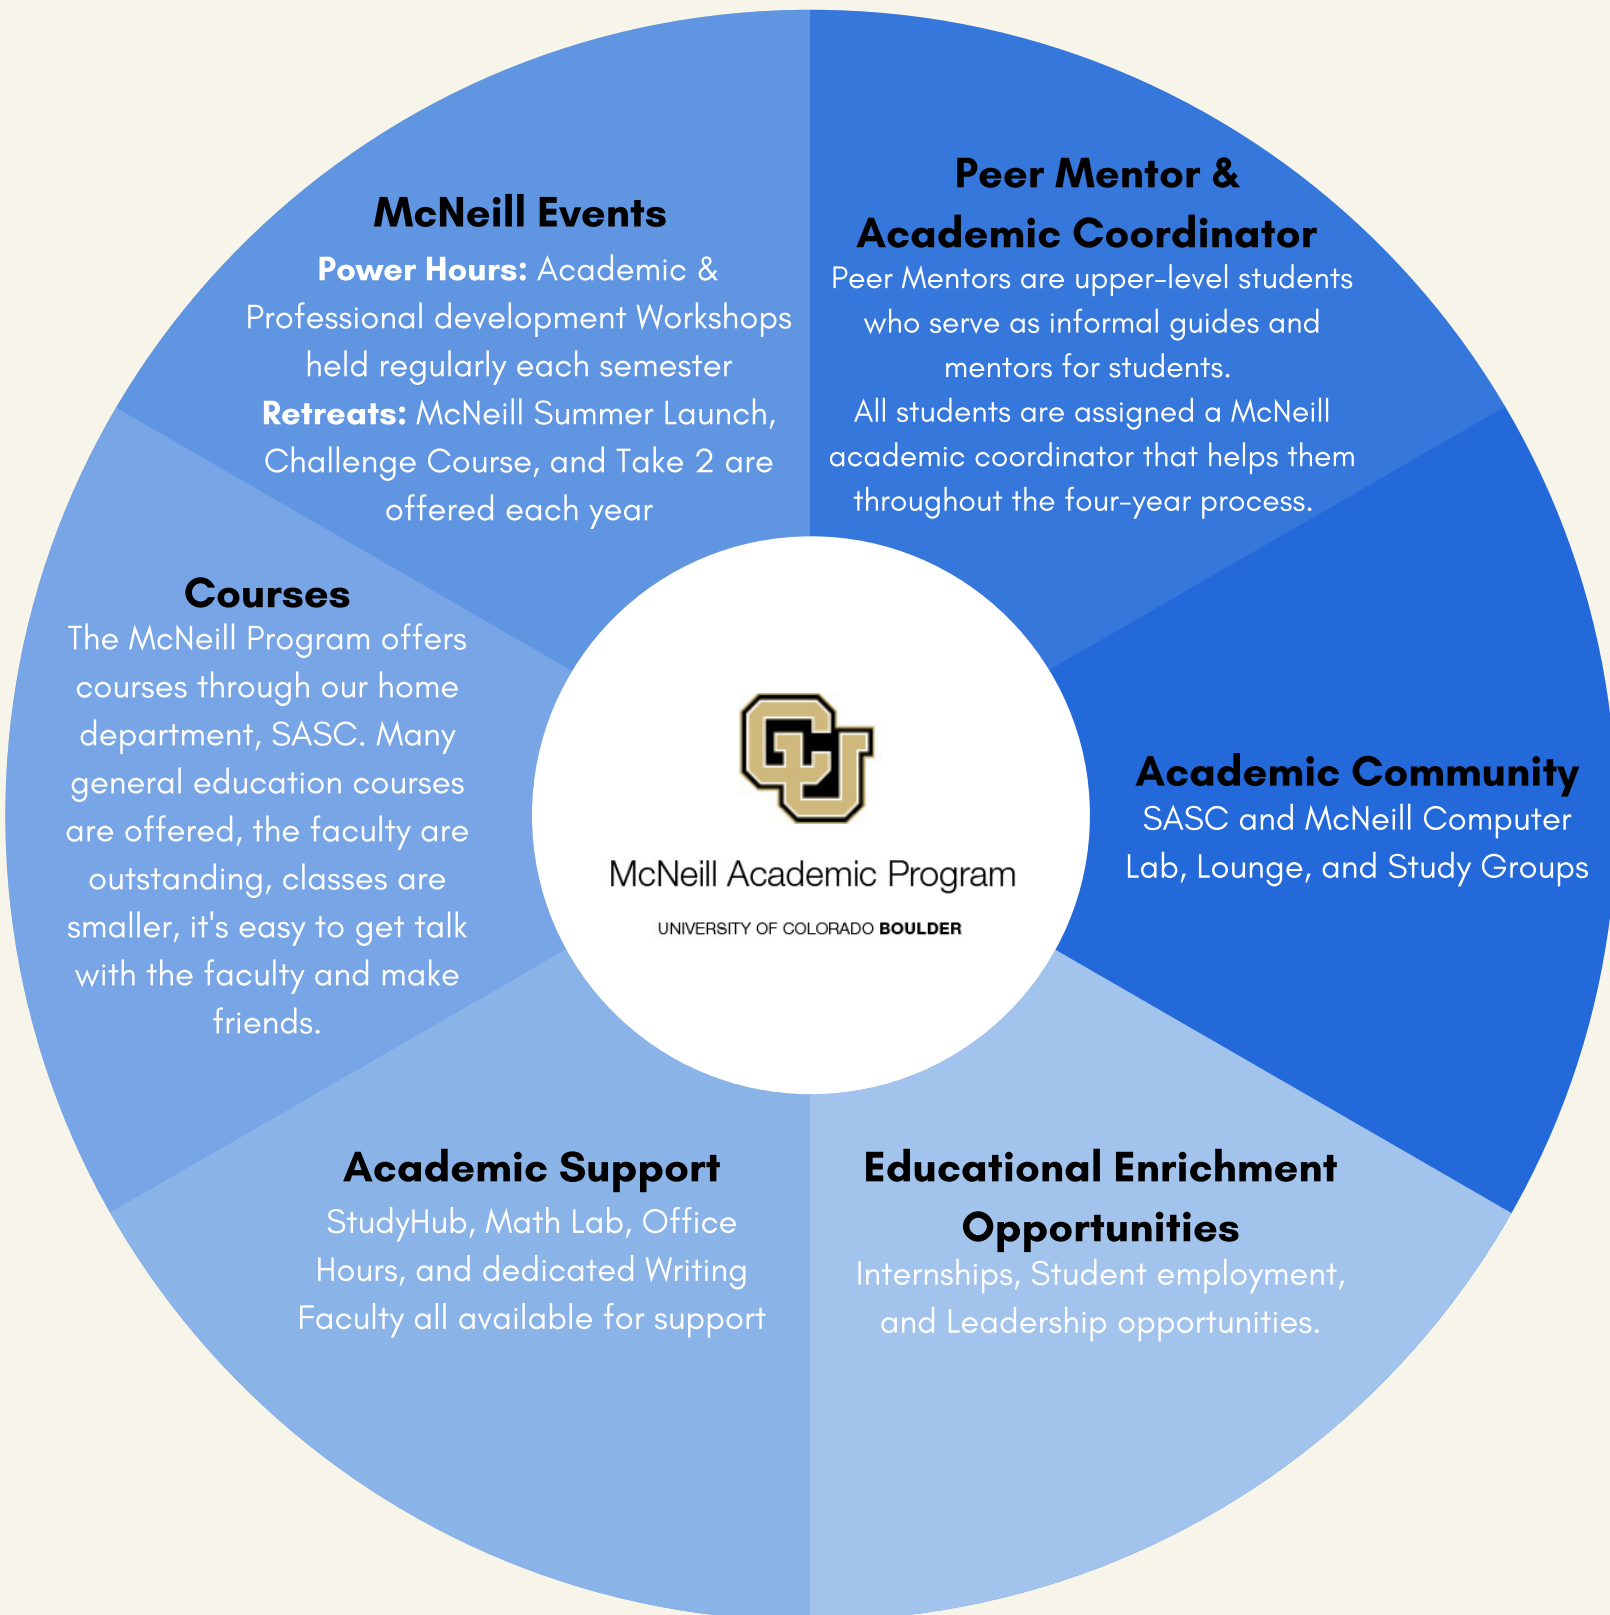 McNeill Events
Power Hours: Academic &
Professional development Workshops
held regularly each semester
Retreats: McNeill Summer Launch,
Challenge Course, and Take 2 are
offered each year
Peer Mentor &
Academic Coordinator
Peer Mentors are upper-level students
who serve as informal guides and
mentors for students.
All students are assigned a McNeill
academic coordinator that helps them
throughout the four-year process.
Courses
The McNeill Program offers
courses through our home
department, SASC. Many
general education courses
are offered, the faculty are
outstanding, classes are
smaller, it's easy to get talk
with the faculty and make
friends.
CU
McNeill Academic Program
UNIVERSITY OF COLORADO BOULDER
Academic Community
SASC and McNeill Computer
Lab, Lounge, and Study Groups
Academic Support
StudyHub, Math Lab, Office
Hours, and dedicated Writing
Faculty all available for support
Educational Enrichment
Opportunities
Internships, Student employment,
and Leadership opportunities.